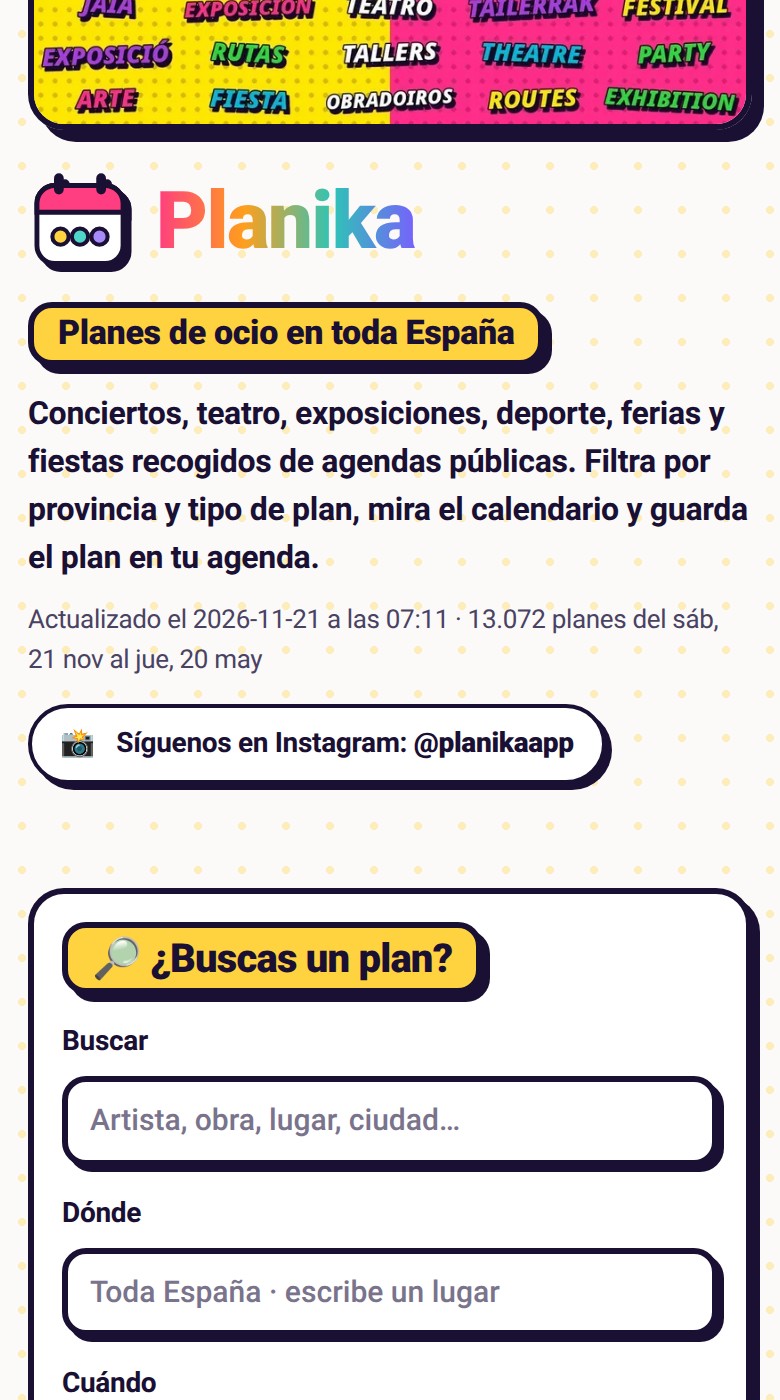 JAIA EXPOSICIÓN TEATRO TAILERRAK FESTIVAL
EXPOSICIÓ RUTAS TALLERS THEATRE PARTY
ARTE FIESTA OBRADOIROS ROUTES EXHIBITION
Planika
Planes de ocio en toda España
Conciertos, teatro, exposiciones, deporte, ferias y
fiestas recogidos de agendas públicas. Filtra por
provincia y tipo de plan, mira el calendario y guarda
el plan en tu agenda.
Actualizado el 2026-11-21 a las 07:11 · 13.072 planes del sáb,
21 nov al jue, 20 may
📸 Síguenos en Instagram: @planikaapp
🔎 ¿Buscas un plan?
Buscar
Artista, obra, lugar, ciudad…
Dónde
Toda España · escribe un lugar
Cuándo